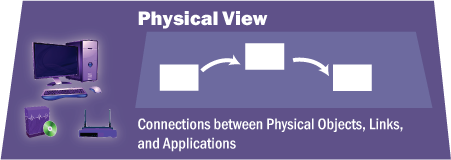 Physical View
Connections between Physical Objects, Links,
and Applications